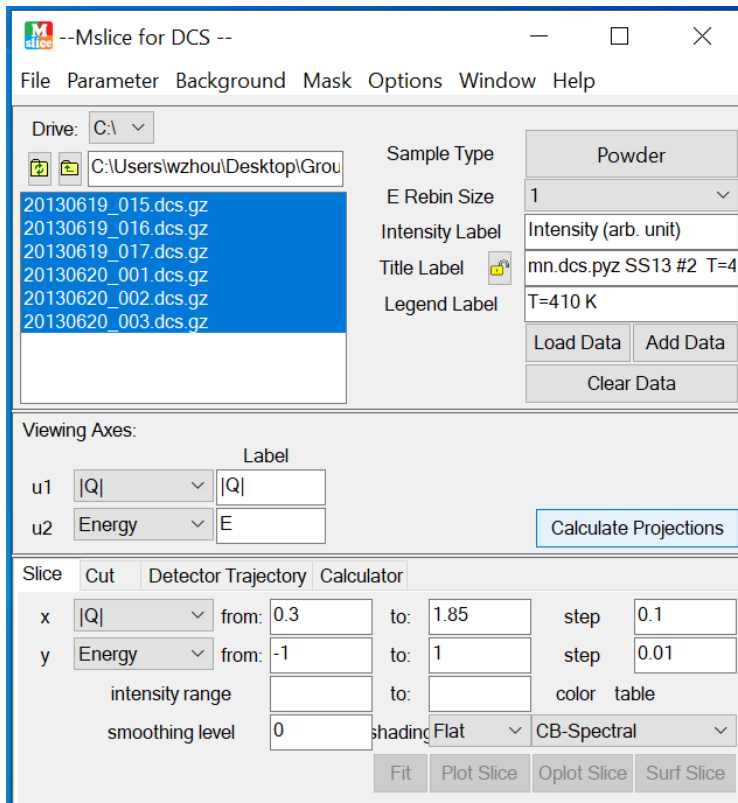 M slice --Mslice for DCS --
File Parameter Background Mask Options Window Help
Drive: C:\
C:\Users\wzhou\Desktop\Grou
20130619_015.dcs.gz
20130619_016.dcs.gz
20130619_017.dcs.gz
20130620_001.dcs.gz
20130620_002.dcs.gz
20130620_003.dcs.gz
Sample Type Powder
E Rebin Size 1
Intensity Label Intensity (arb. unit)
Title Label mn.dcs.pyz SS13 #2 T=4
Legend Label T=410 K
Load Data Add Data
Clear Data
Viewing Axes:
Label
u1 |Q| |Q|
u2 Energy E
Calculate Projections
Slice Cut Detector Trajectory Calculator
x |Q| from: 0.3 to: 1.85 step 0.1
y Energy from: -1 to: 1 step 0.01
intensity range to: color table
smoothing level 0 shading Flat CB-Spectral
Fit Plot Slice Oplot Slice Surf Slice